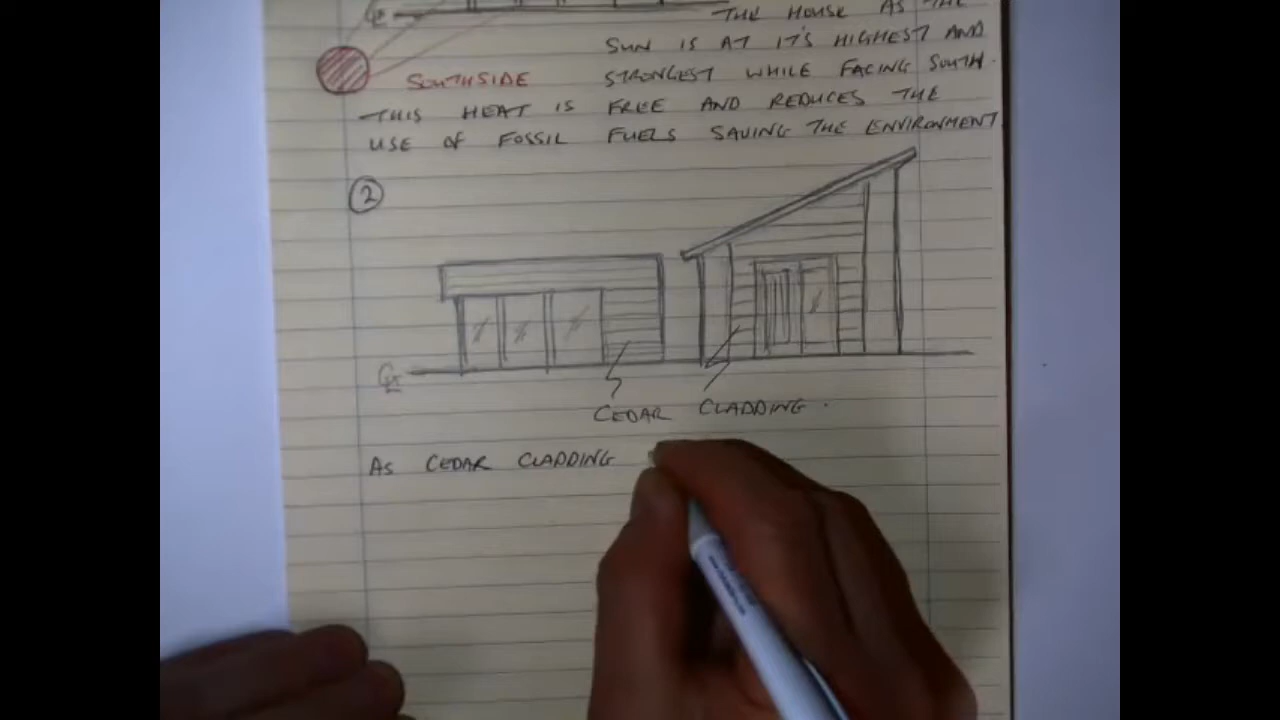 THE HOUSE AS THE
SUN IS AT IT'S HIGHEST AND
SOUTHSIDE STRONGEST WHILE FACING SOUTH.
THIS HEAT IS FREE AND REDUCES THE
USE OF FOSSIL FUELS SAVING THE ENVIRONMENT
2
CEDAR CLADDING.
AS CEDAR CLADDING